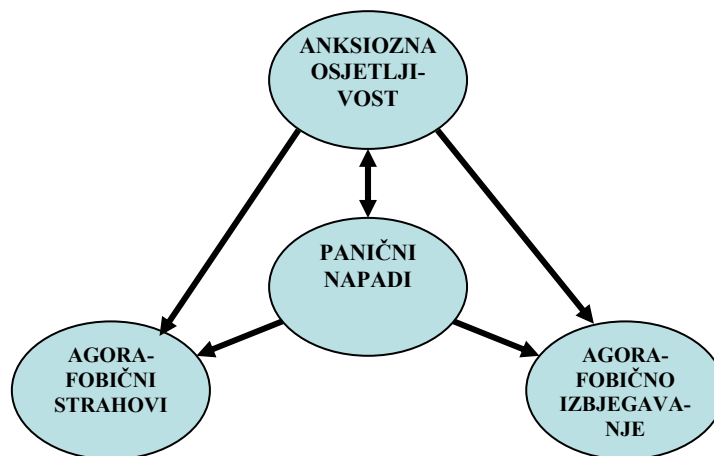 ANKSIOZNA
OSJETLJI-
VOST
PANIČNI
NAPADI
AGORA-
FOBIČNI
STRAHOVI
AGORA-
FOBIČNO
IZBJEGAVA-
NJE